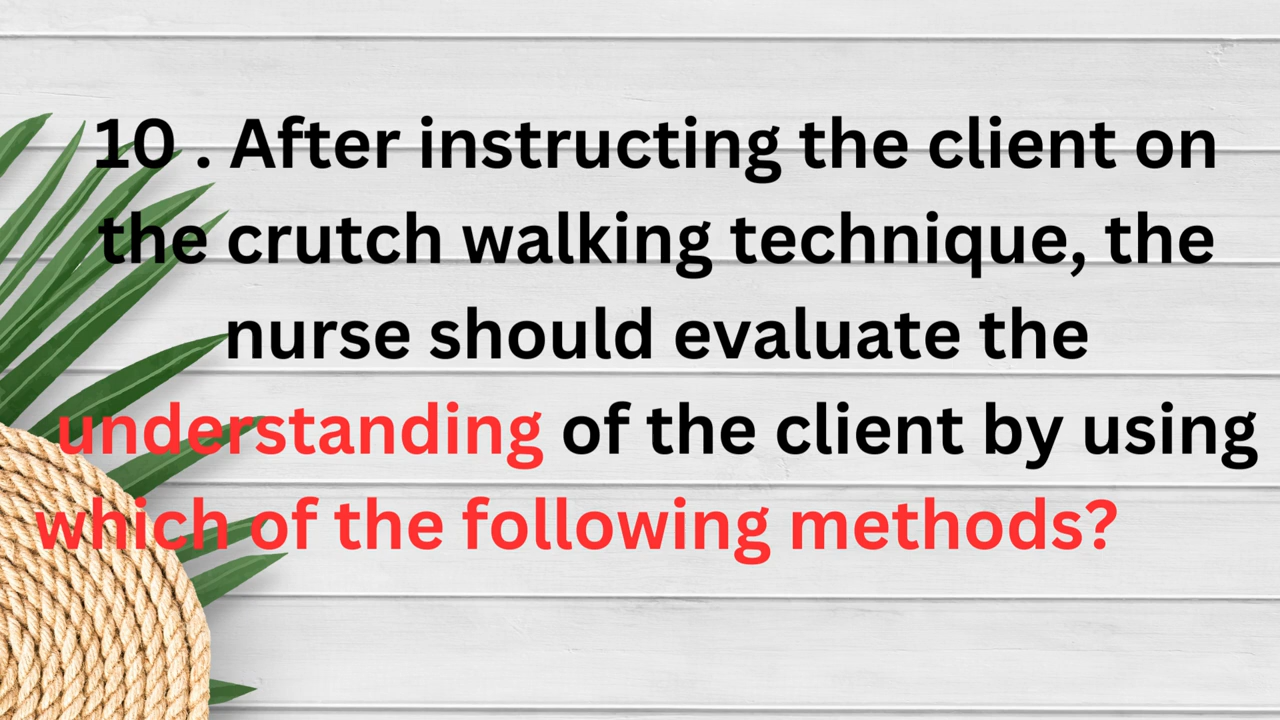 10 . After instructing the client on
the crutch walking technique, the
nurse should evaluate the
understanding of the client by using
which of the following methods?